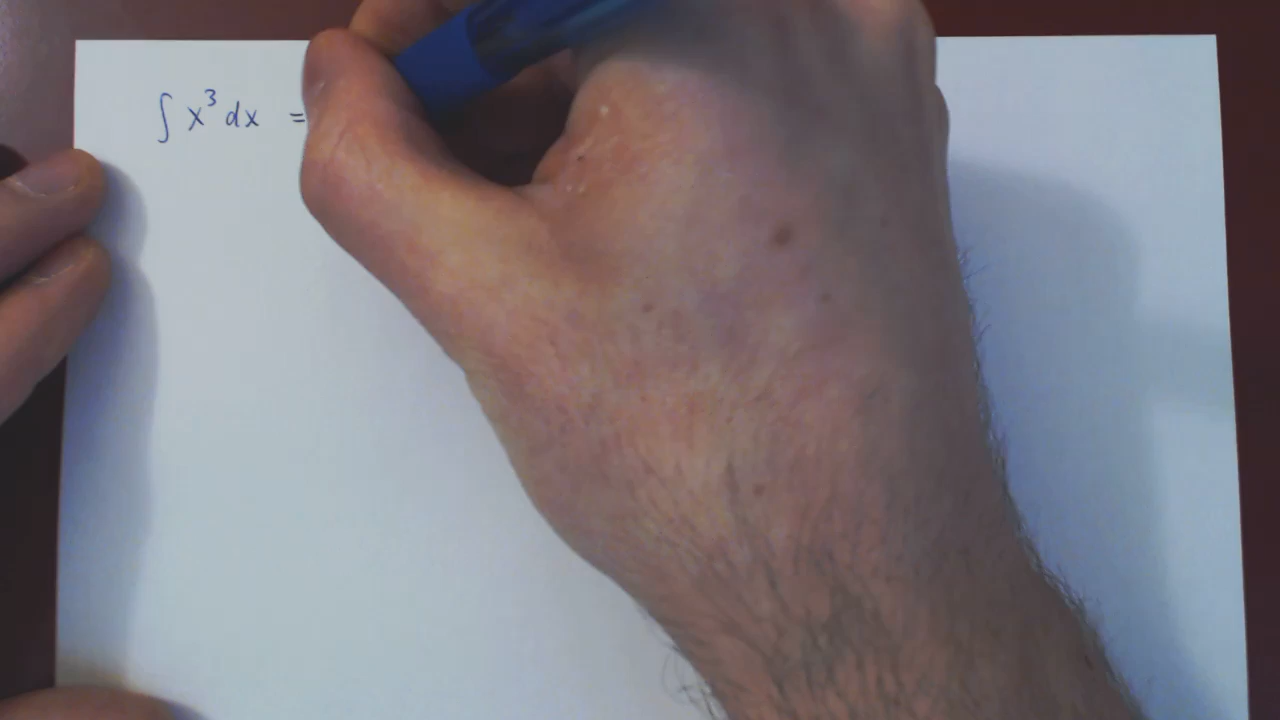 ∫ x³ dx =